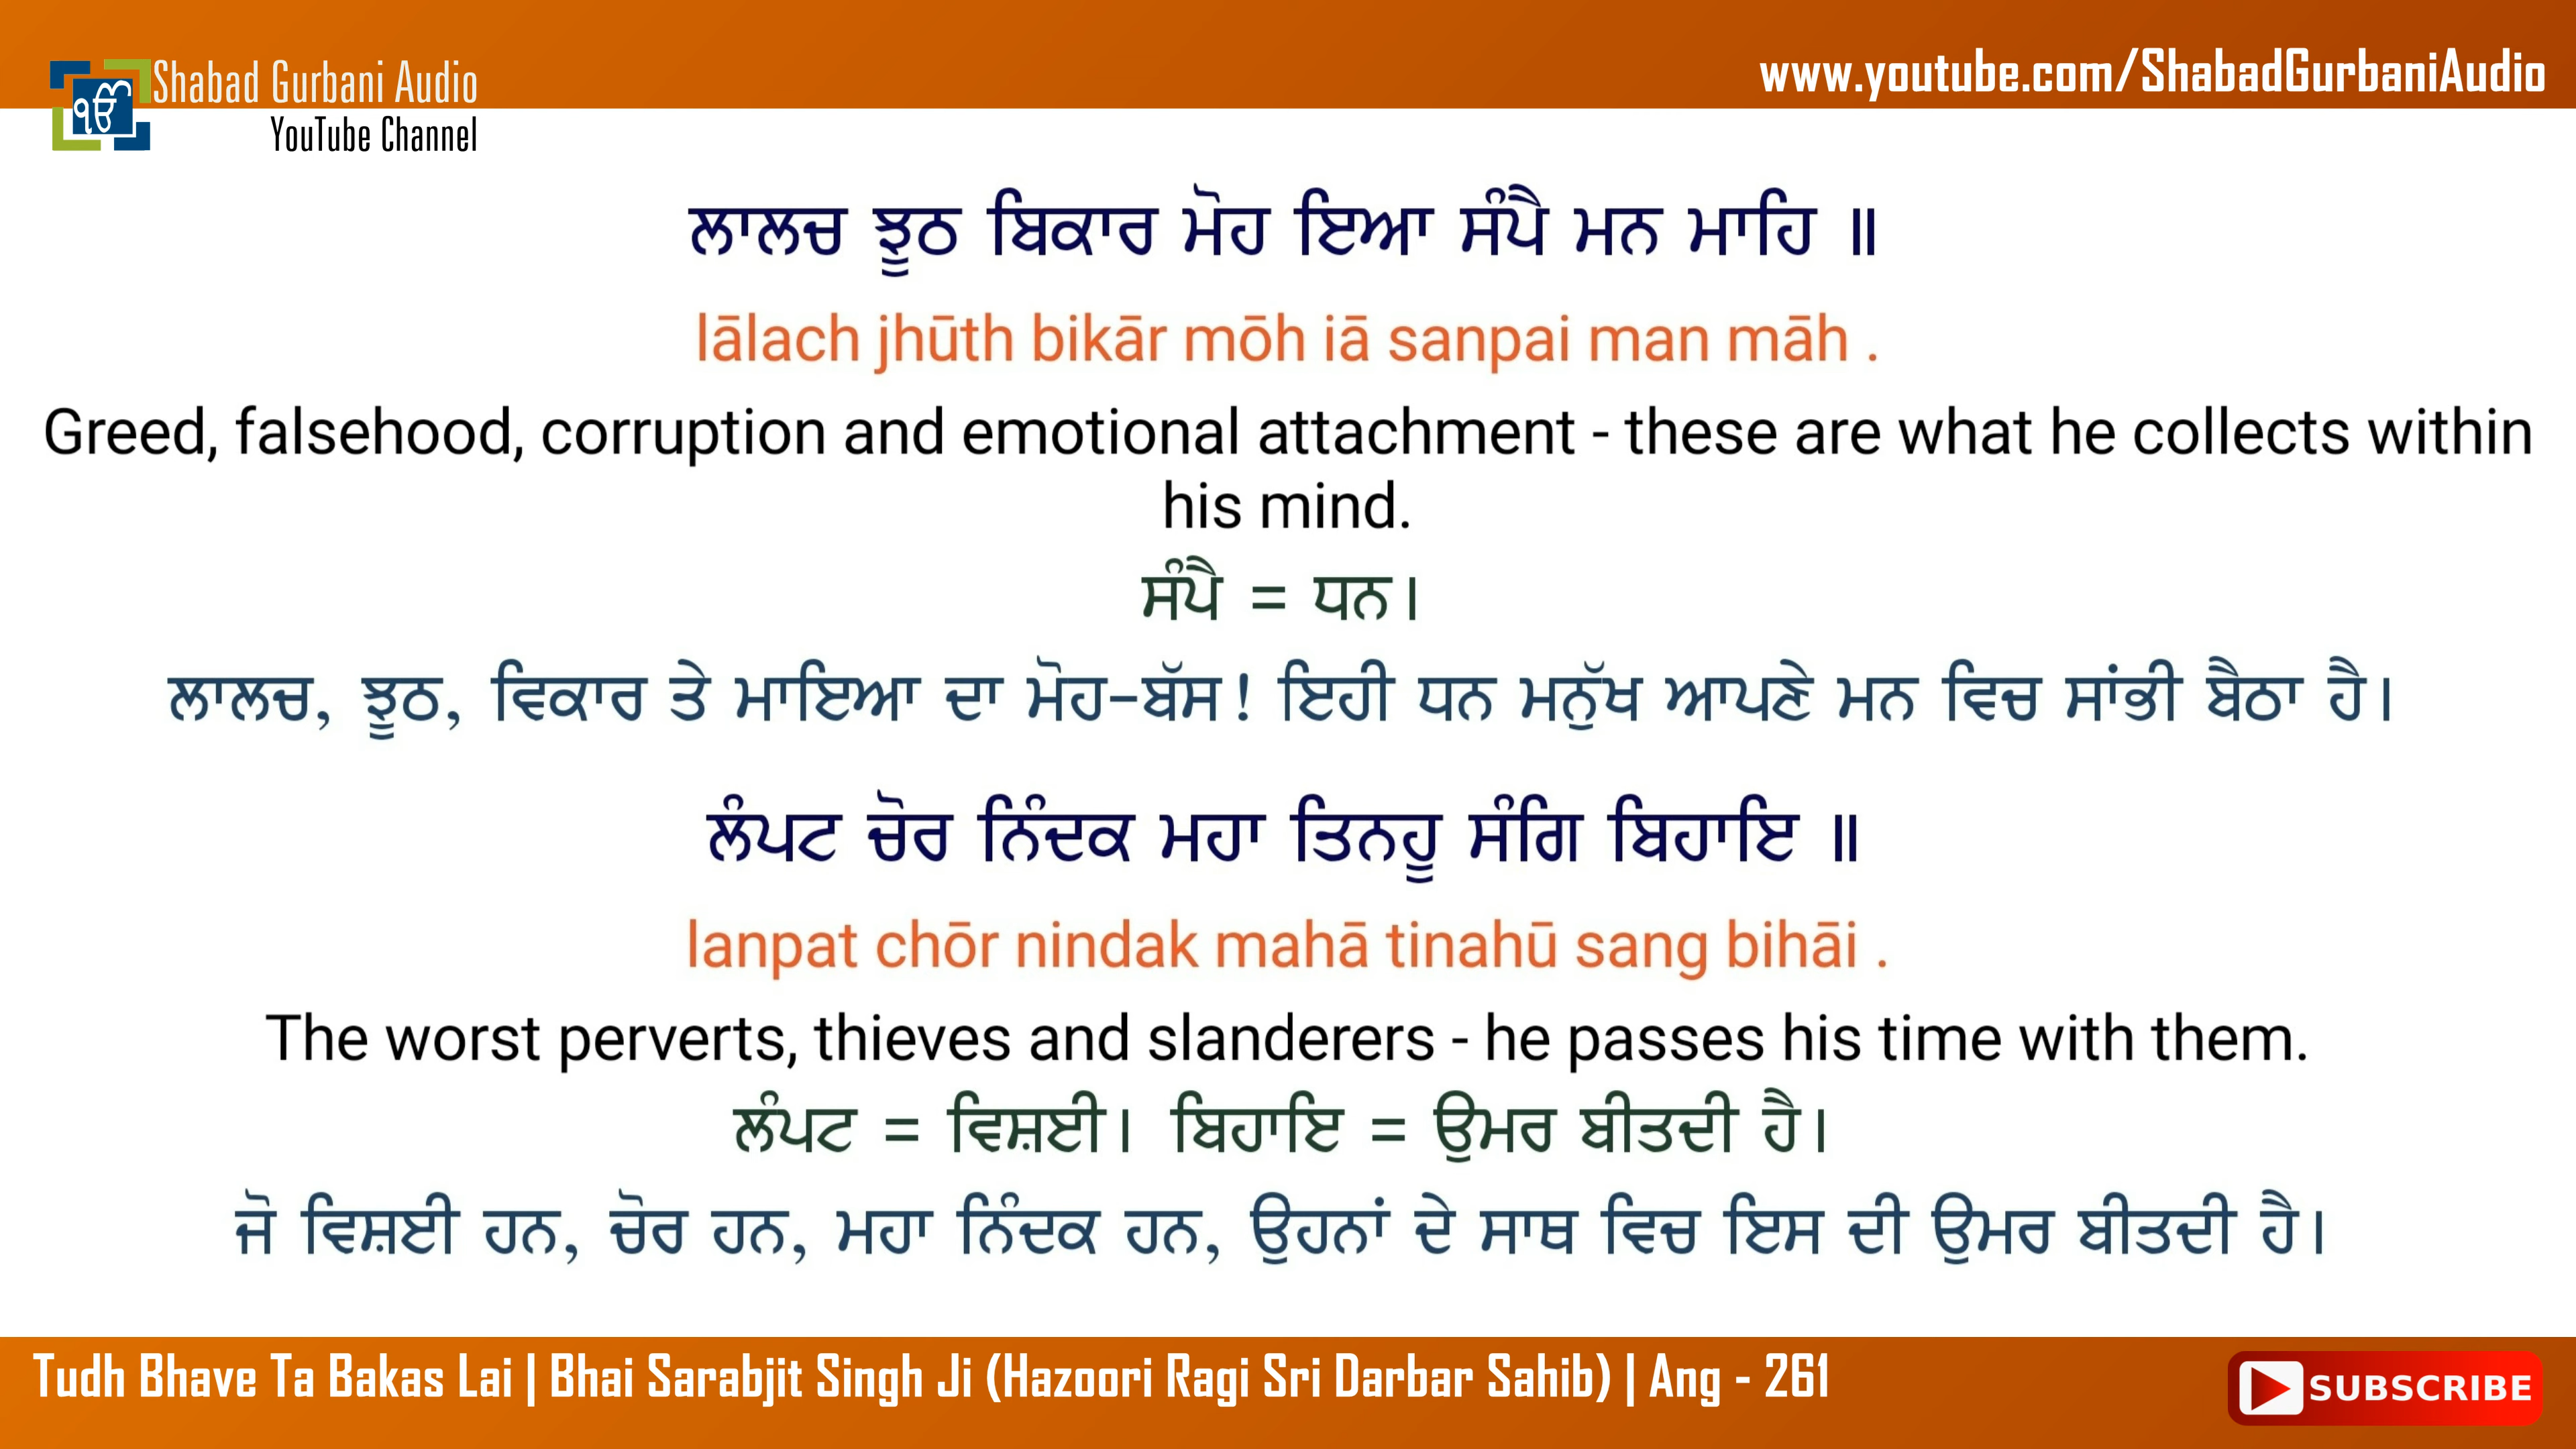 Shabad Gurbani Audio
YouTube Channel
www.youtube.com/ShabadGurbaniAudio
ੴ
ਲਾਲਚ ਝੂਠ ਬਿਕਾਰ ਮੋਹ ਇਆ ਸੰਪੈ ਮਨ ਮਾਹਿ ॥
lālach jhūth bikār mōh iā sanpai man māh .
Greed, falsehood, corruption and emotional attachment - these are what he collects within
his mind.
ਸੰਪੈ = ਧਨ।
ਲਾਲਚ, ਝੂਠ, ਵਿਕਾਰ ਤੇ ਮਾਇਆ ਦਾ ਮੋਹ-ਬੱਸ! ਇਹੀ ਧਨ ਮਨੁੱਖ ਆਪਣੇ ਮਨ ਵਿਚ ਸਾਂਭੀ ਬੈਠਾ ਹੈ।
ਲੰਪਟ ਚੋਰ ਨਿੰਦਕ ਮਹਾ ਤਿਨਹੂ ਸੰਗਿ ਬਿਹਾਇ ॥
lanpat chōr nindak mahā tinahū sang bihāi .
The worst perverts, thieves and slanderers - he passes his time with them.
ਲੰਪਟ = ਵਿਸ਼ਈ। ਬਿਹਾਇ = ਉਮਰ ਬੀਤਦੀ ਹੈ।
ਜੋ ਵਿਸ਼ਈ ਹਨ, ਚੋਰ ਹਨ, ਮਹਾ ਨਿੰਦਕ ਹਨ, ਉਹਨਾਂ ਦੇ ਸਾਥ ਵਿਚ ਇਸ ਦੀ ਉਮਰ ਬੀਤਦੀ ਹੈ।
Tudh Bhave Ta Bakas Lai | Bhai Sarabjit Singh Ji (Hazoori Ragi Sri Darbar Sahib) | Ang - 261
SUBSCRIBE